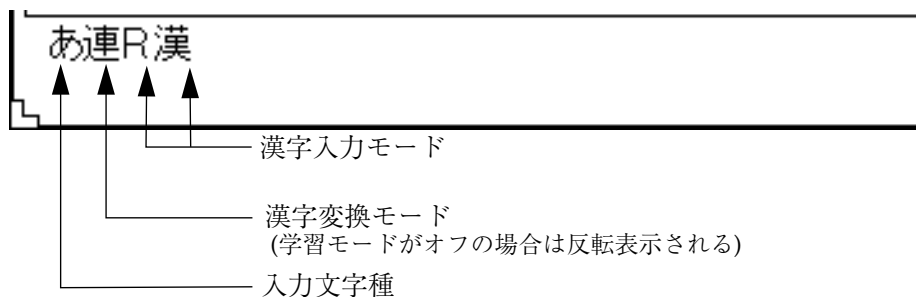 あ連R漢
漢字入力モード
漢字変換モード
(学習モードがオフの場合は反転表示される)
入力文字種